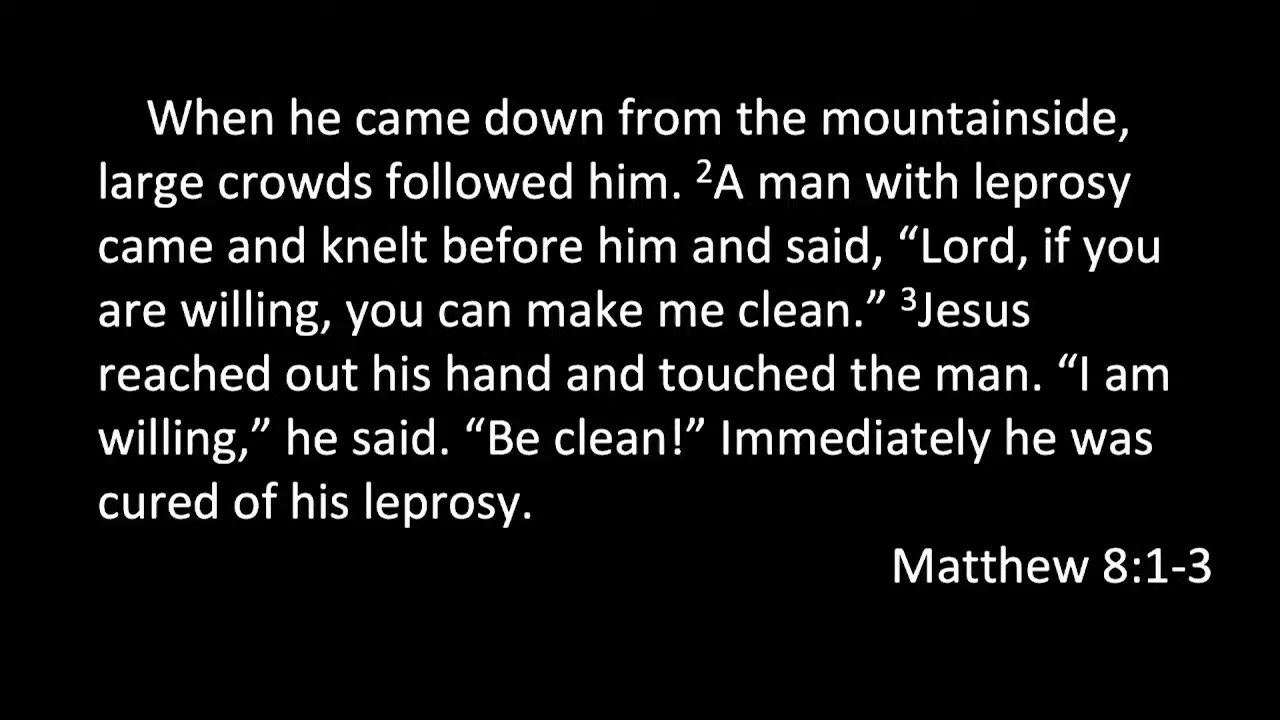 When he came down from the mountainside,
large crowds followed him. ²A man with leprosy
came and knelt before him and said, “Lord, if you
are willing, you can make me clean.” ³Jesus
reached out his hand and touched the man. “I am
willing,” he said. “Be clean!” Immediately he was
cured of his leprosy.
Matthew 8:1-3